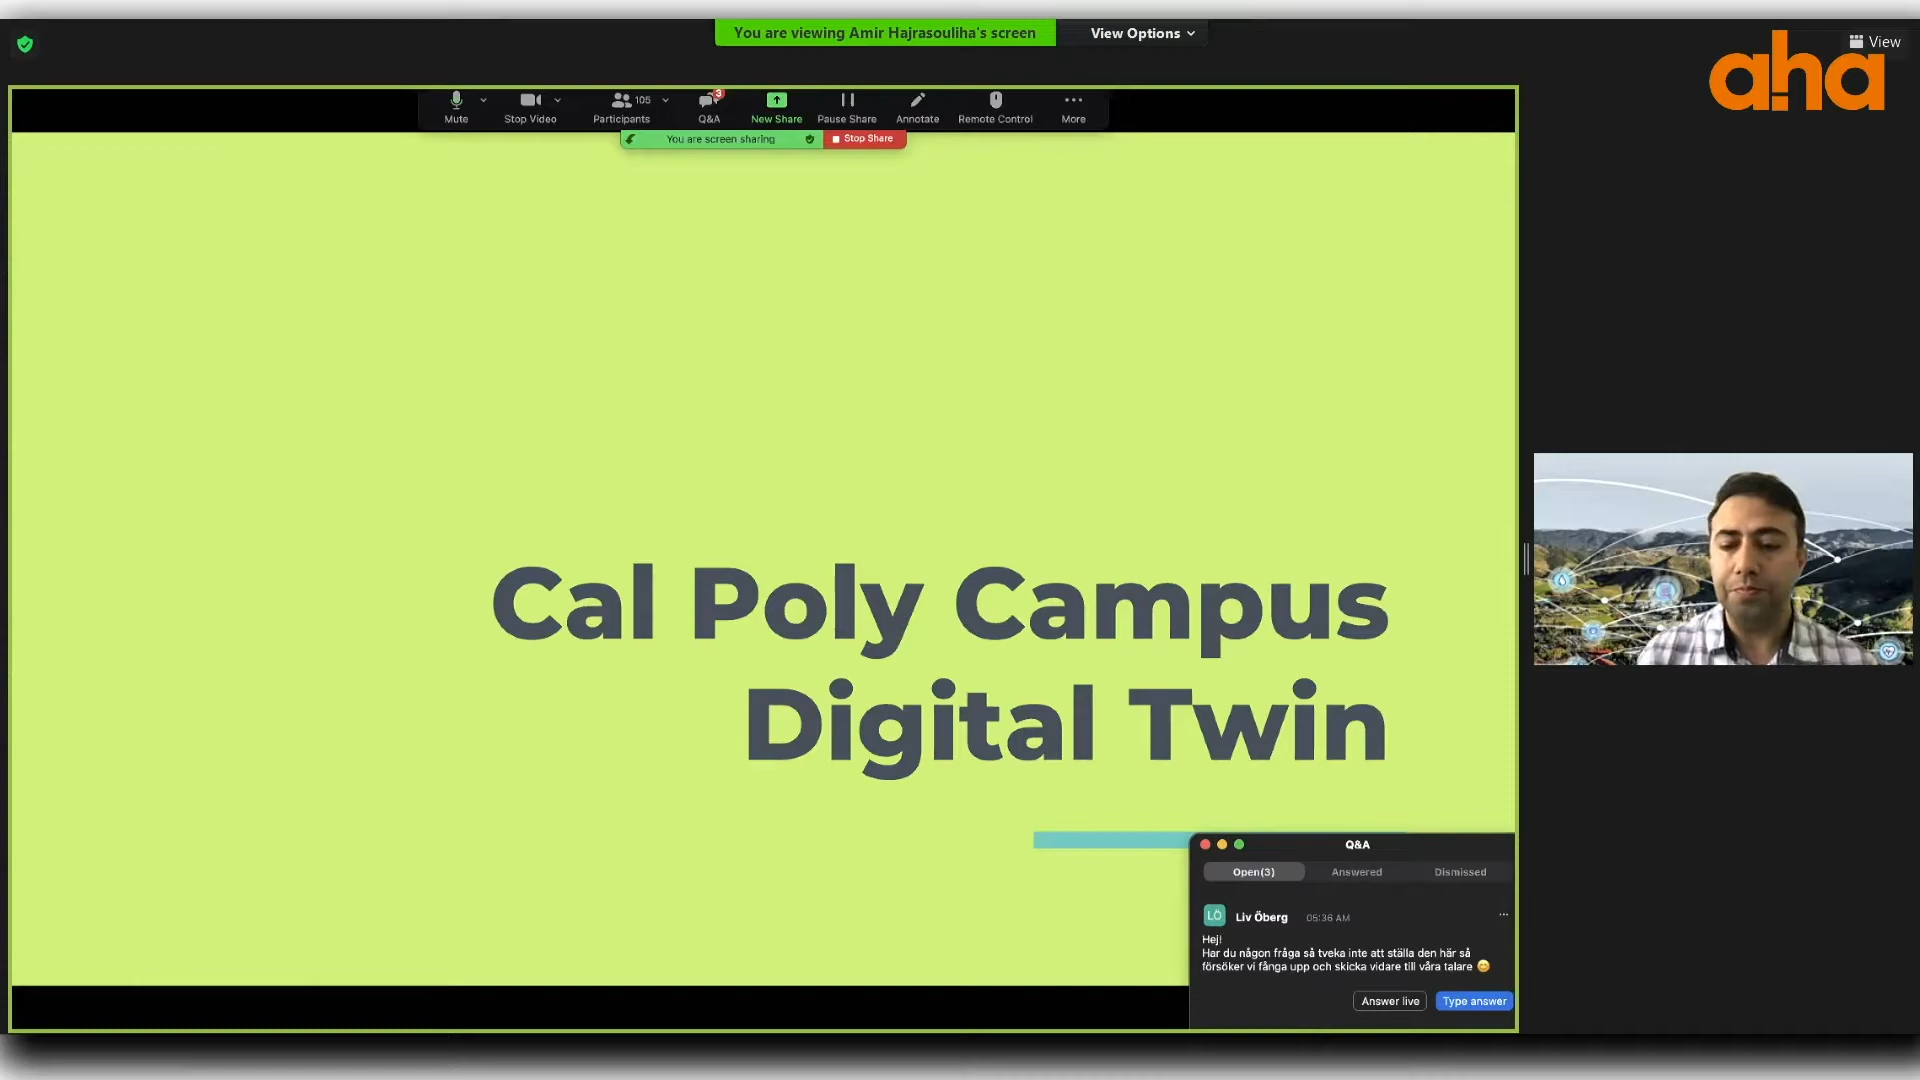 You are viewing Amir Hajrasouliha's screen
View Options
View
aha
Mute
Stop Video
105
Participants
3
Q&A
New Share
Pause Share
Annotate
Remote Control
More
You are screen sharing
Stop Share
Cal Poly Campus
Digital Twin
Q&A
Open(3)
Answered
Dismissed
LÖ
Liv Öberg
05:36 AM
Hej!
Har du någon fråga så tveka inte att ställa den här så
försöker vi fånga upp och skicka vidare till våra talare 😊
Answer live
Type answer